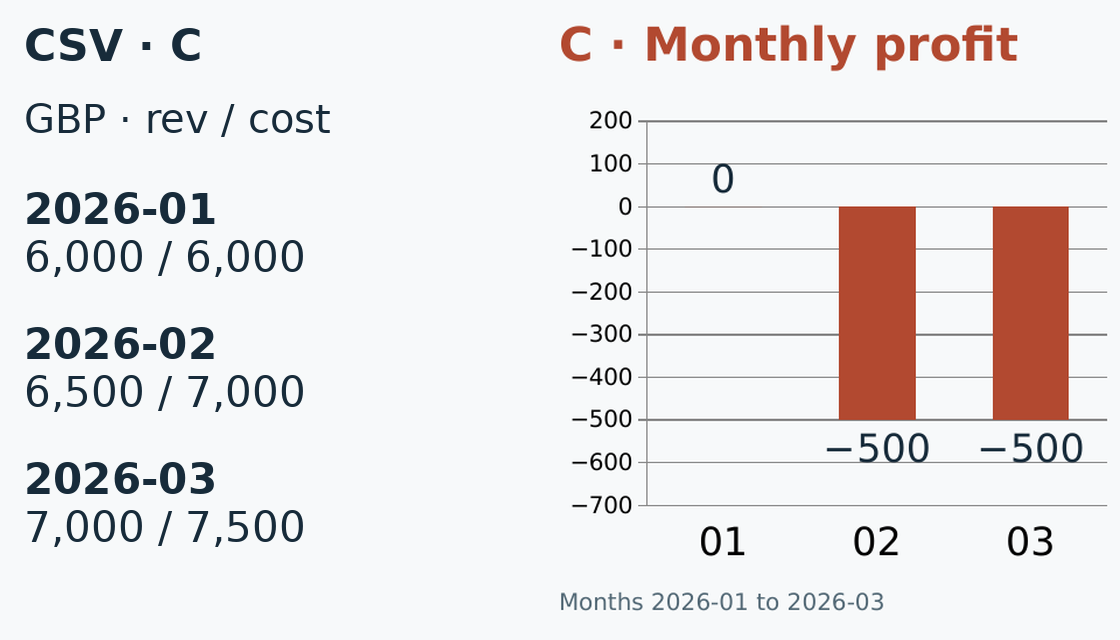 CSV · C
GBP · rev / cost
2026-01
6,000 / 6,000
2026-02
6,500 / 7,000
2026-03
7,000 / 7,500
C · Monthly profit
200
100
0
−100
−200
−300
−400
−500
−600
−700
0
−500
−500
01
02
03
Months 2026-01 to 2026-03